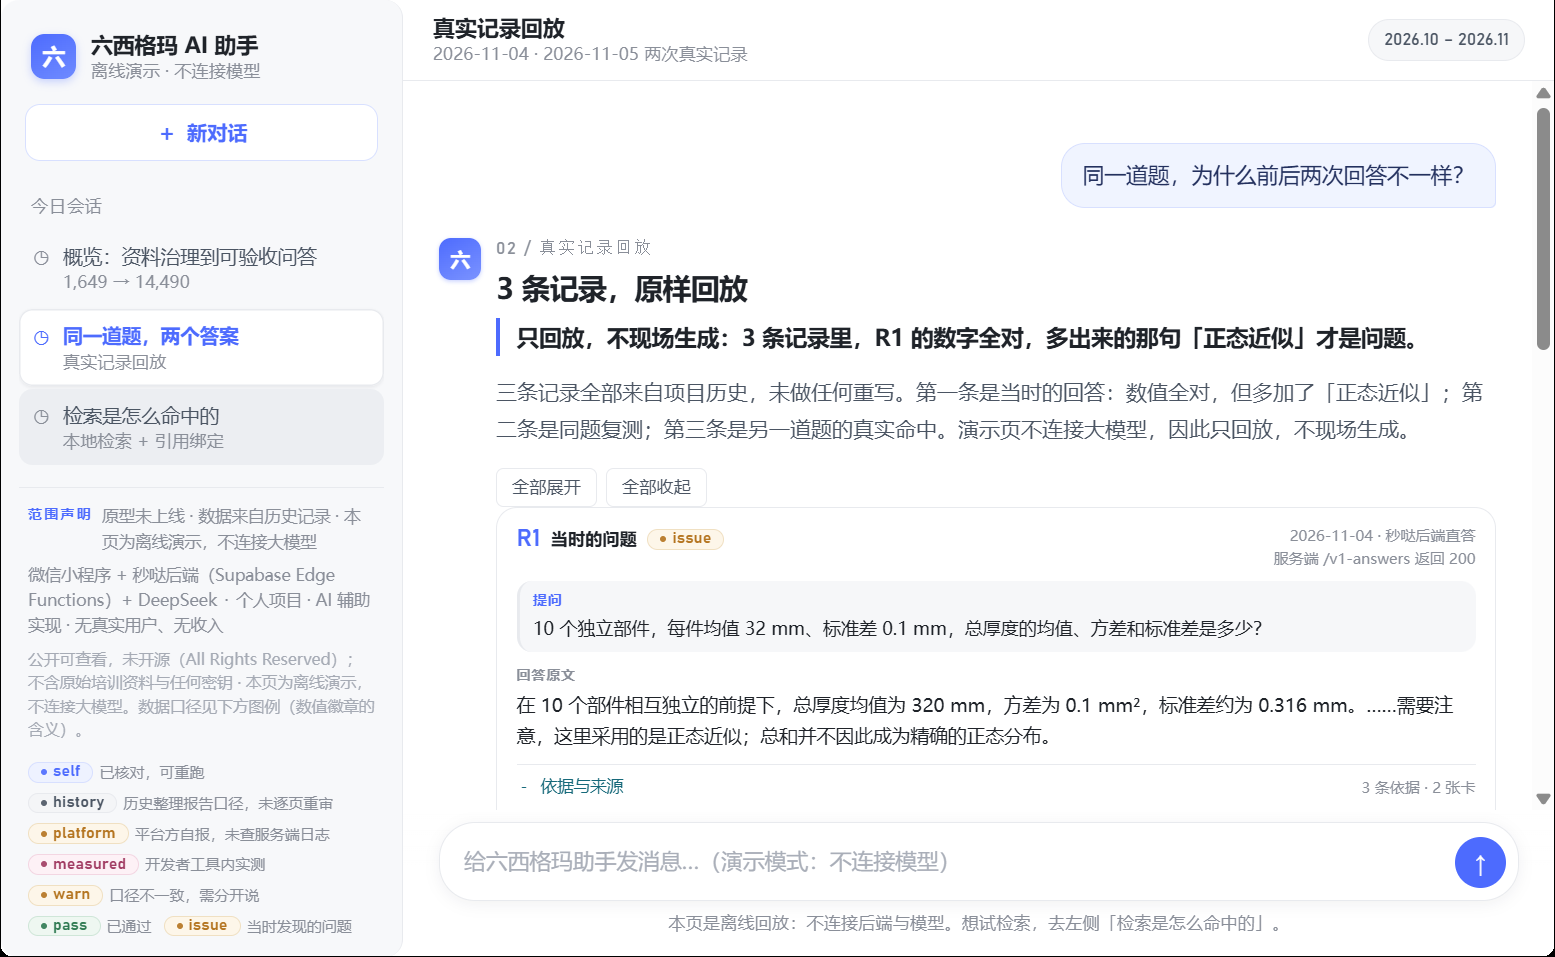 六
六西格玛 AI 助手
离线演示 · 不连接模型
+ 新对话
今日会话
概览：资料治理到可验收问答
1,649 → 14,490
同一道题，两个答案
真实记录回放
检索是怎么命中的
本地检索 + 引用绑定
范围声明 原型未上线 · 数据来自历史记录 · 本
页为离线演示，不连接大模型
微信小程序 + 秒哒后端（Supabase Edge
Functions）+ DeepSeek · 个人项目 · AI 辅助
实现 · 无真实用户、无收入
公开可查看，未开源（All Rights Reserved）；
不含原始培训资料与任何密钥 · 本页为离线演示，
不连接大模型。数据口径见下方图例（数值徽章的
含义）。
• self 已核对，可重跑
• history 历史整理报告口径，未逐页重审
• platform 平台方自报，未查服务端日志
• measured 开发者工具内实测
• warn 口径不一致，需分开说
• pass 已通过 • issue 当时发现的问题
真实记录回放
2026-11-04 · 2026-11-05 两次真实记录
2026.10 – 2026.11
同一道题，为什么前后两次回答不一样？
六
02 / 真实记录回放
3 条记录，原样回放
只回放，不现场生成：3 条记录里，R1 的数字全对，多出来的那句「正态近似」才是问题。
三条记录全部来自项目历史，未做任何重写。第一条是当时的回答：数值全对，但多加了「正态近似」；第
二条是同题复测；第三条是另一道题的真实命中。演示页不连接大模型，因此只回放，不现场生成。
全部展开 全部收起
R1 当时的问题 • issue
2026-11-04 · 秒哒后端直答
服务端 /v1-answers 返回 200
提问
10 个独立部件，每件均值 32 mm、标准差 0.1 mm，总厚度的均值、方差和标准差是多少？
回答原文
在 10 个部件相互独立的前提下，总厚度均值为 320 mm，方差为 0.1 mm²，标准差约为 0.316 mm。……需要注
意，这里采用的是正态近似；总和并不因此成为精确的正态分布。
- 依据与来源 3 条依据 · 2 张卡
给六西格玛助手发消息...（演示模式：不连接模型）
↑
本页是离线回放：不连接后端与模型。想试检索，去左侧「检索是怎么命中的」。